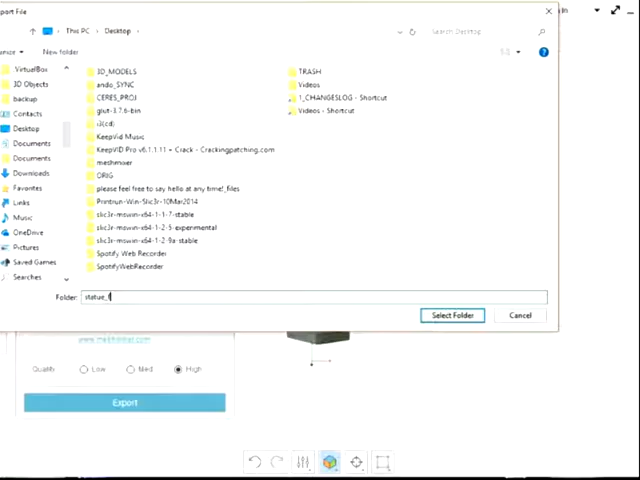 port File
This PC
Desktop
Search Desktop
New folder
.VirtualBox
3D Objects
backup
Contacts
Desktop
Documents
Documents
Downloads
Favorites
Links
Music
OneDrive
Pictures
Saved Games
Searches
3D_MODELS
ando_SYNC
CERES_PROJ
glut-3.7.6-bin
KeepVid Music
KeepVID Pro v6.1.1.11 + Crack - Crackingpatching.com
meshmixer
ORIG
please feel free to say hello at any time!_files
Printrun-Win-Slic3r-10Mar2014
slic3r-mswin-x64-1-1-7-stable
slic3r-mswin-x64-1-2-5-experimental
slic3r-mswin-x64-1-2-9a-stable
Spotify Web Recorder
SpotifyWebRecorder
TRASH
Videos
1_CHANGESLOG - Shortcut
Videos - Shortcut
Folder: statue_f
Select Folder
Cancel
Quality
Low
Med
High
Export